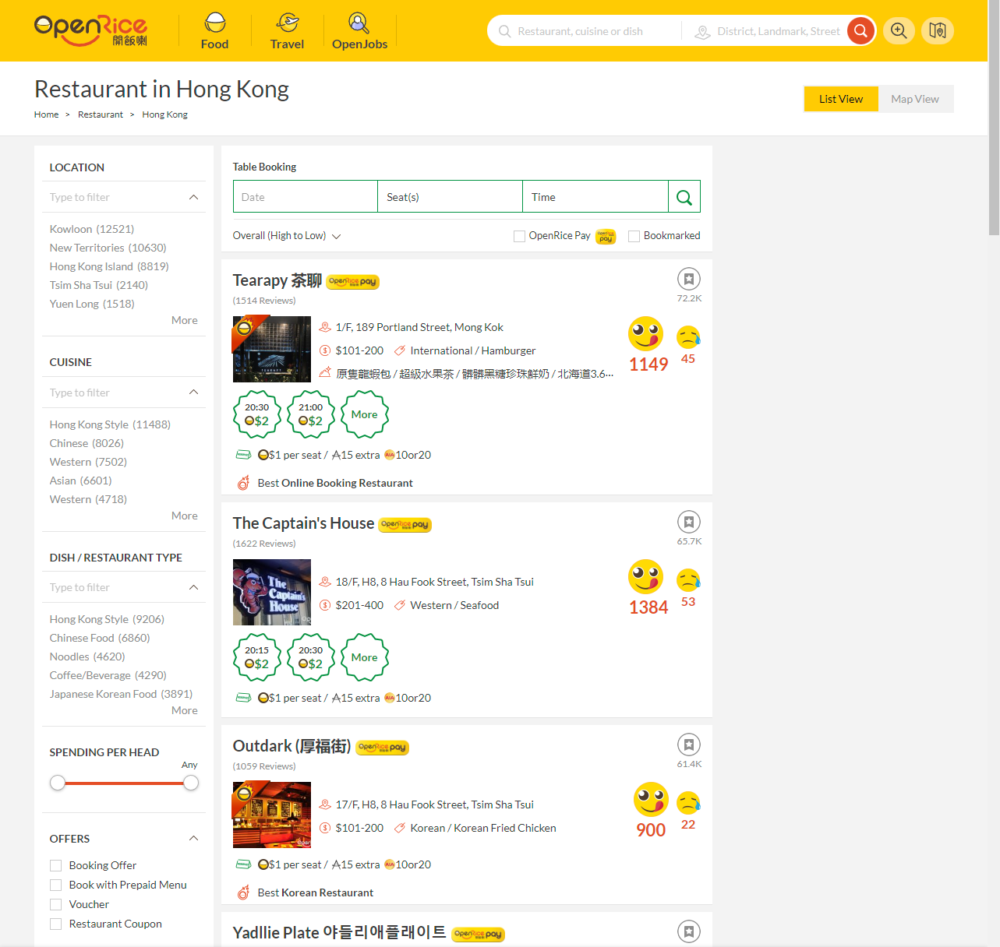 OpenRice
開飯喇
Food
Travel
OpenJobs
Restaurant, cuisine or dish
District, Landmark, Street
Restaurant in Hong Kong
Home > Restaurant > Hong Kong
List View
Map View
LOCATION
Type to filter
Kowloon (12521)
New Territories (10630)
Hong Kong Island (8819)
Tsim Sha Tsui (2140)
Yuen Long (1518)
More
CUISINE
Type to filter
Hong Kong Style (11488)
Chinese (8026)
Western (7502)
Asian (6601)
Western (4718)
More
DISH / RESTAURANT TYPE
Type to filter
Hong Kong Style (9206)
Chinese Food (6860)
Noodles (4620)
Coffee/Beverage (4290)
Japanese Korean Food (3891)
More
SPENDING PER HEAD
Any
OFFERS
Booking Offer
Book with Prepaid Menu
Voucher
Restaurant Coupon
Table Booking
Date
Seat(s)
Time
Overall (High to Low)
OpenRice Pay
OpenRice pay
Bookmarked
Tearapy 茶聊 OpenRice pay
(1514 Reviews)
72.2K
TEARAPY
1/F, 189 Portland Street, Mong Kok
$101-200 International / Hamburger
原隻龍蝦包 / 超級水果茶 / 髒髒黑糖珍珠鮮奶 / 北海道3.6...
1149
45
20:30
$2
21:00
$2
More
$1 per seat / A15 extra AIA 10or20
Best Online Booking Restaurant
The Captain's House OpenRice pay
(1622 Reviews)
65.7K
The
Captain's
House
18/F, H8, 8 Hau Fook Street, Tsim Sha Tsui
$201-400 Western / Seafood
1384
53
20:15
$2
20:30
$2
More
$1 per seat / A15 extra AIA 10or20
Outdark (厚福街) OpenRice pay
(1059 Reviews)
61.4K
17/F, H8, 8 Hau Fook Street, Tsim Sha Tsui
$101-200 Korean / Korean Fried Chicken
900
22
$1 per seat / A15 extra AIA 10or20
Best Korean Restaurant
Yadllie Plate 야들리애플래이트 OpenRice pay